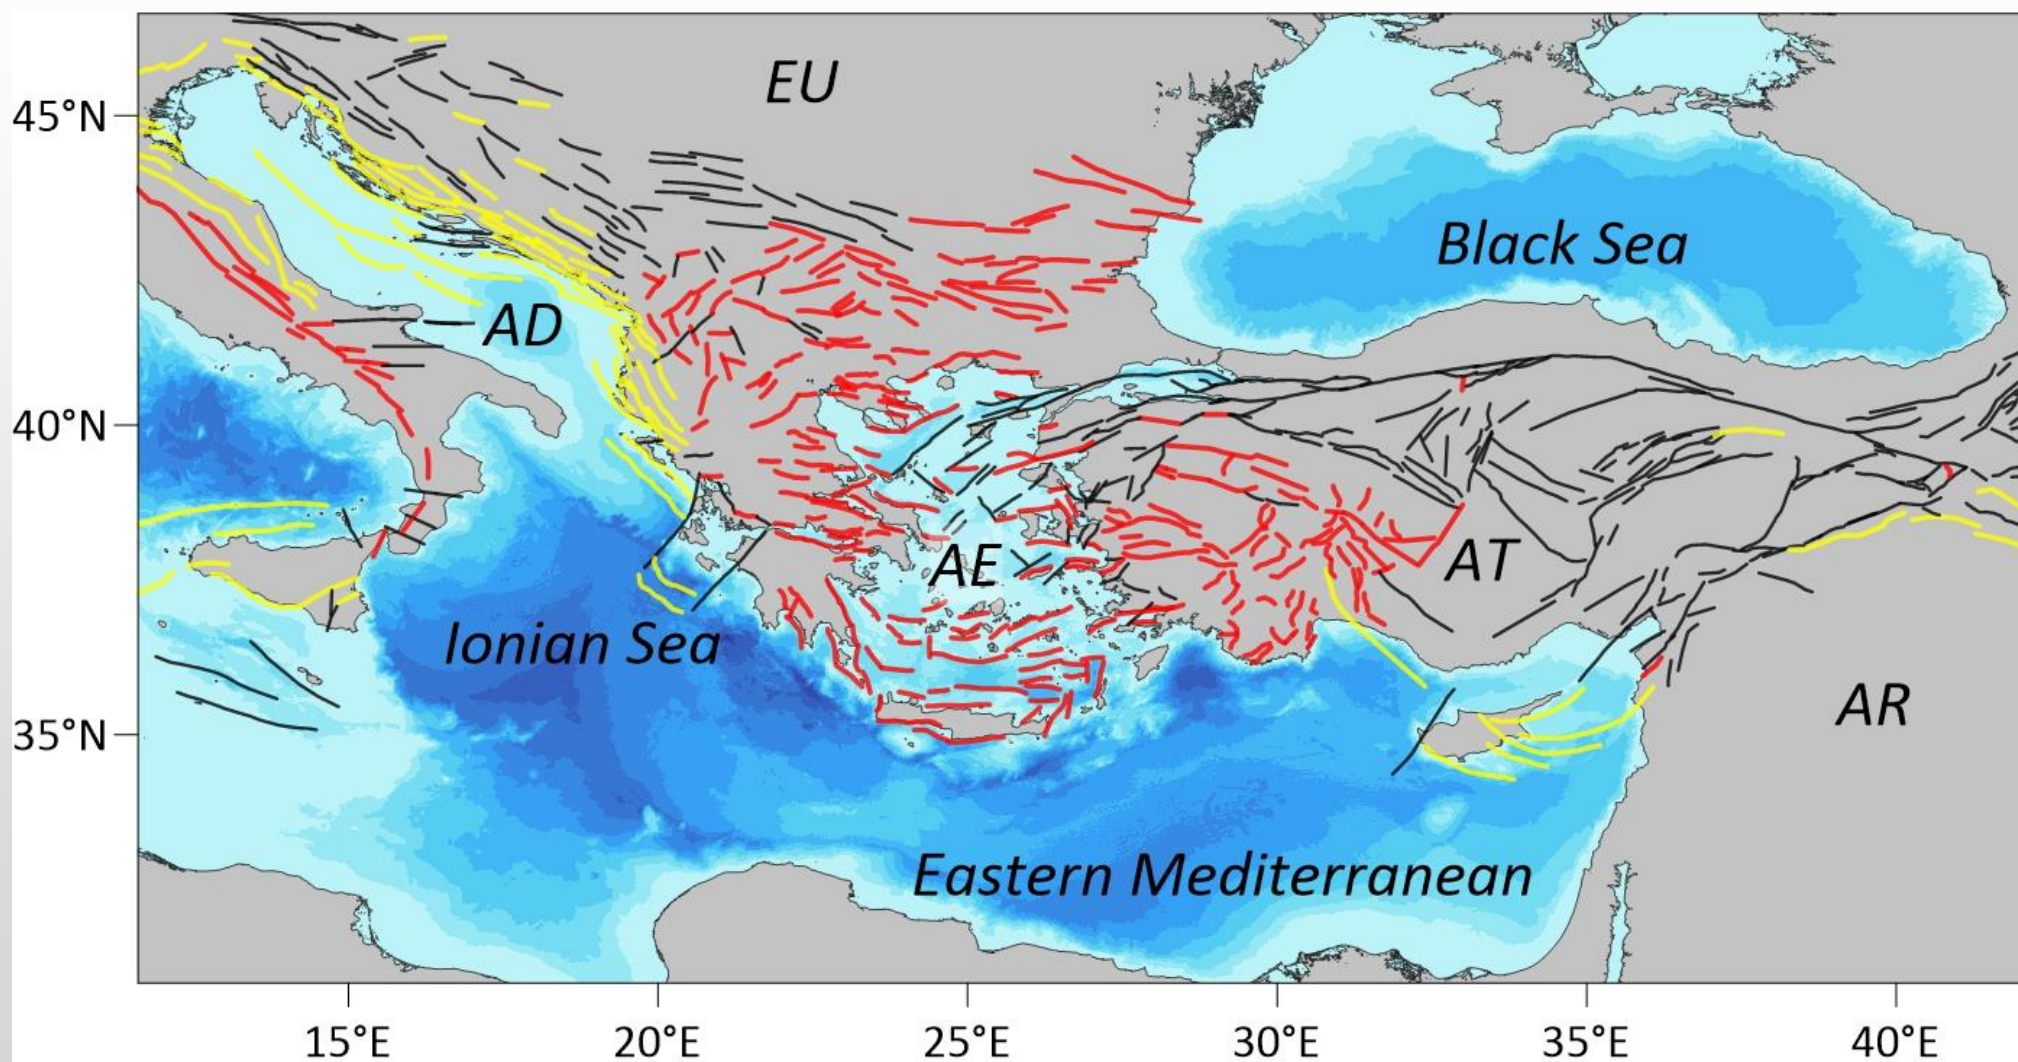 EU
45°N
Black Sea
AD
40°N
AE
AT
Ionian Sea
AR
35°N
Eastern Mediterranean
15°E
20°E
25°E
30°E
35°E
40°E